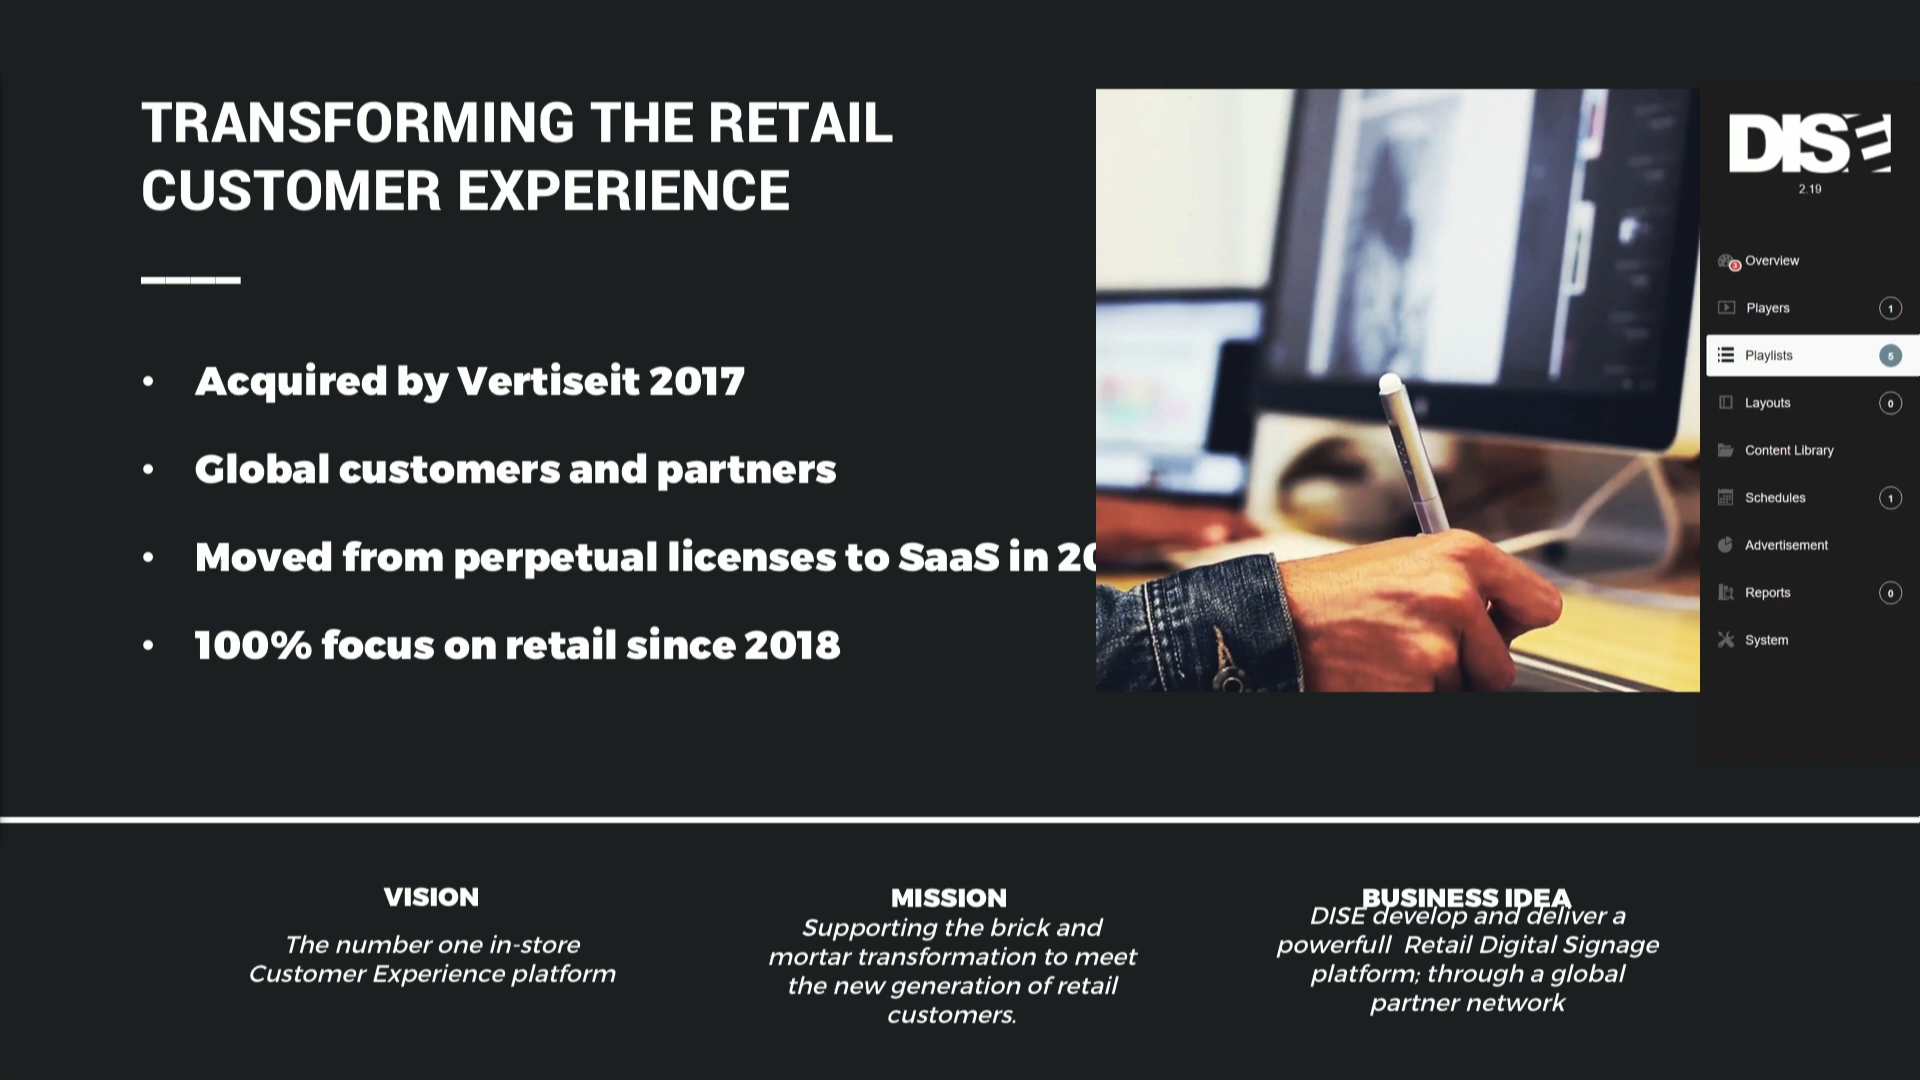 TRANSFORMING THE RETAIL
CUSTOMER EXPERIENCE
• Acquired by Vertiseit 2017
• Global customers and partners
• Moved from perpetual licenses to SaaS in
• 100% focus on retail since 2018
DISE
2.19
3 Overview
Players 1
Playlists 5
Layouts 0
Content Library
Schedules 1
Advertisement
Reports 0
System
VISION
The number one in-store
Customer Experience platform
MISSION
Supporting the brick and
mortar transformation to meet
the new generation of retail
customers.
BUSINESS IDEA
DISE develop and deliver a
powerfull Retail Digital Signage
platform; through a global
partner network